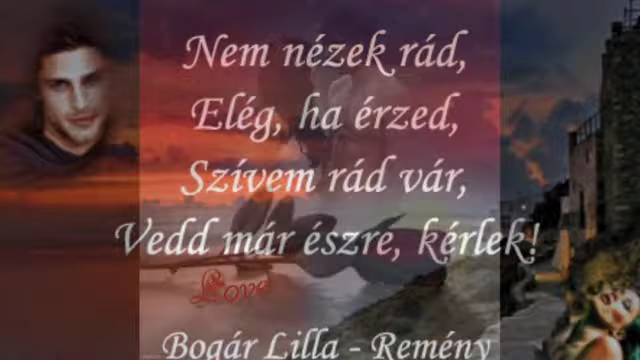 Nem nézek rád,
Elég, ha érzed,
Szívem rád vár,
Vedd már észre, kérlek!
Love
Bogár Lilla - Remény